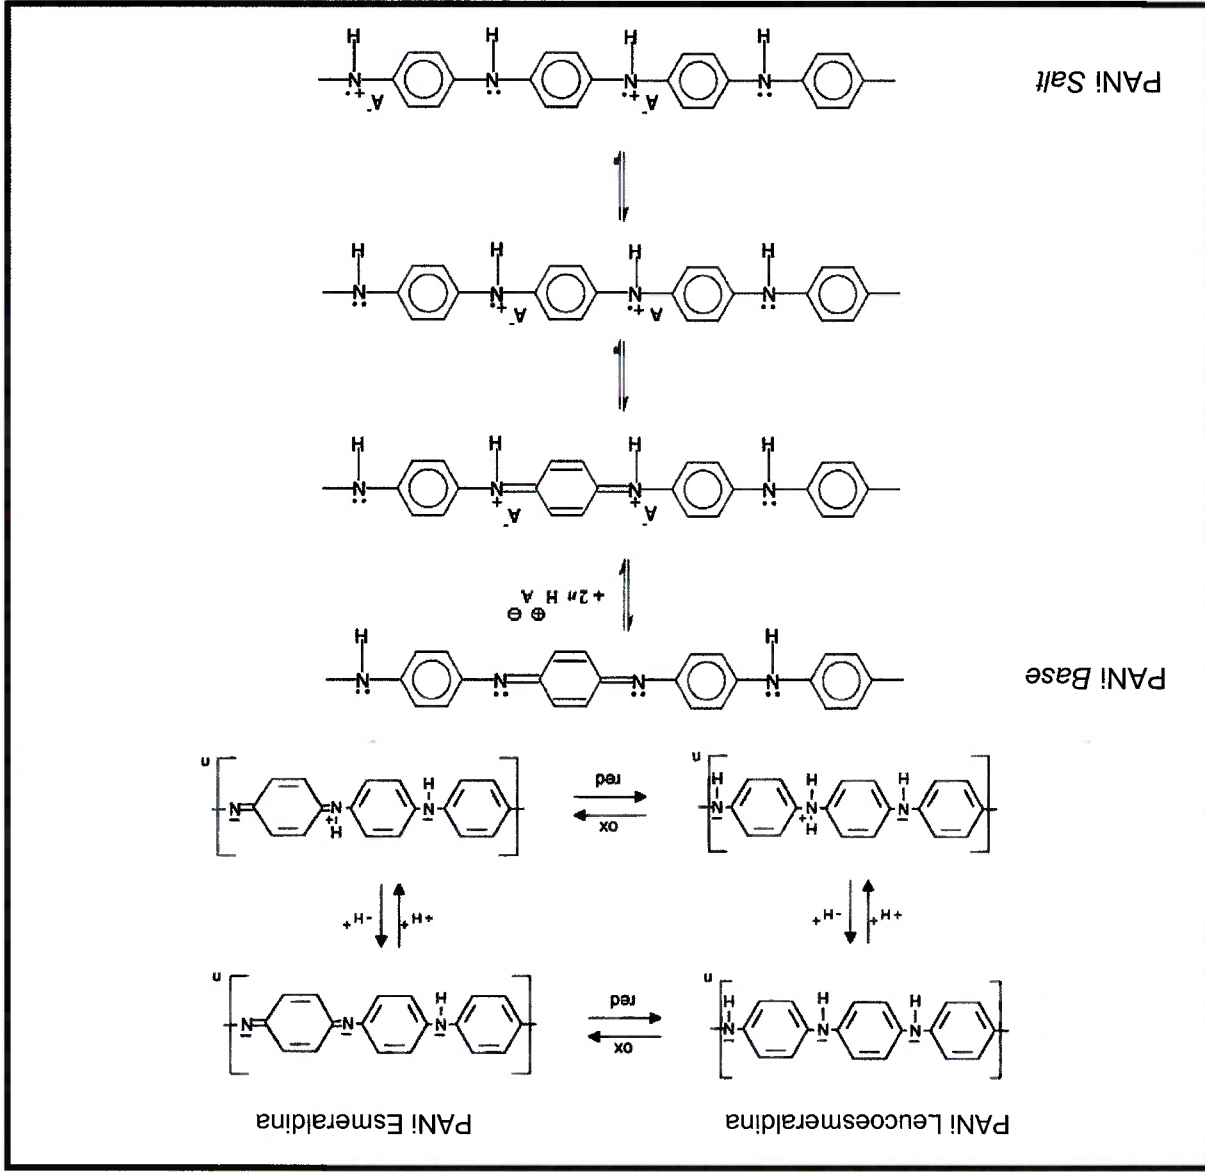 PANi Leucoesmeraldina PANi Esmeraldina
ox
N N N N N N
red
H H H H
n n
+H+ -H+ +H+ -H+
H H
ox
N N+ N N N+ N
red
H H H H
n n
PANi Base N N N N
H H
+ 2n H⊕ A⊖
A- A-
N N+ N+ N
H H H H
A A-
N N+ N+ N
H H H H
A- A-
PANi Salt N N+ N N+
H H H H